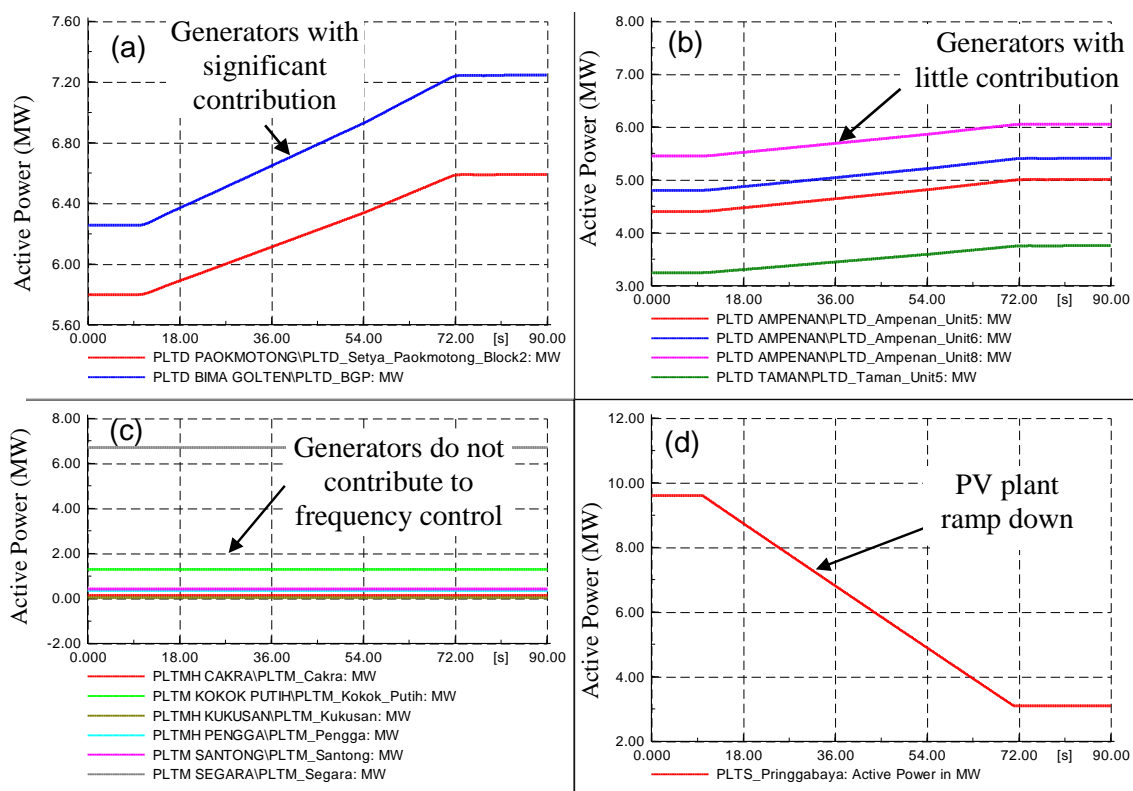 (a)
Generators with
significant
contribution
Active Power (MW)
7.20
6.80
6.40
6.00
5.60
0.000 18.00 36.00 54.00 72.00 [s] 90.00
PLTD PAOKMOTONG\PLTD_Setya_Paokmotong_Block2: MW
PLTD BIMA GOLTEN\PLTD_BGP: MW
(b)
Generators with
little contribution
Active Power (MW)
8.00
7.00
6.00
5.00
4.00
3.00
0.000 18.00 36.00 54.00 72.00 [s] 90.00
PLTD AMPENAN\PLTD_Ampenan_Unit5: MW
PLTD AMPENAN\PLTD_Ampenan_Unit6: MW
PLTD AMPENAN\PLTD_Ampenan_Unit8: MW
PLTD TAMAN\PLTD_Taman_Unit5: MW
(c)
Generators do not
contribute to
frequency control
Active Power (MW)
8.00
6.00
4.00
2.00
0.00
-2.00
0.000 18.00 36.00 54.00 72.00 [s] 90.00
PLTMH CAKRA\PLTM_Cakra: MW
PLTM KOKOK PUTIH\PLTM_Kokok_Putih: MW
PLTMH KUKUSAN\PLTM_Kukusan: MW
PLTMH PENGGA\PLTM_Pengga: MW
PLTM SANTONG\PLTM_Santong: MW
PLTM SEGARA\PLTM_Segara: MW
(d)
PV plant
ramp down
Active Power (MW)
12.00
10.00
8.00
6.00
4.00
2.00
0.000 18.00 36.00 54.00 72.00 [s] 90.00
PLTS_Pringgabaya: Active Power in MW